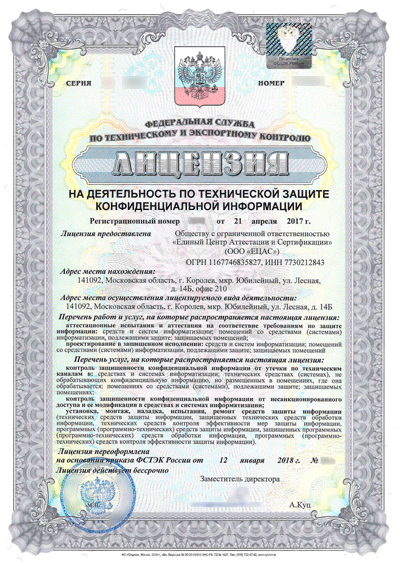 СЕРИЯ
НОМЕР
ФЕДЕРАЛЬНАЯ СЛУЖБА
ПО ТЕХНИЧЕСКОМУ И ЭКСПОРТНОМУ КОНТРОЛЮ
ЛИЦЕНЗИЯ
НА ДЕЯТЕЛЬНОСТЬ ПО ТЕХНИЧЕСКОЙ ЗАЩИТЕ
КОНФИДЕНЦИАЛЬНОЙ ИНФОРМАЦИИ
Регистрационный номер от 21 апреля 2017 г.
Лицензия предоставлена Обществу с ограниченной ответственностью
«Единый Центр Аттестации и Сертификации»
(ООО «ЕЦАС»)
ОГРН 1167746835827, ИНН 7730212843
Адрес места нахождения:
141092, Московская область, г. Королев, мкр. Юбилейный, ул. Лесная,
д. 14Б, офис 210
Адрес места осуществления лицензируемого вида деятельности:
141092, Московская область, г. Королев, мкр. Юбилейный, ул. Лесная, д. 14Б
Перечень работ и услуг, на которые распространяется настоящая лицензия:
аттестационные испытания и аттестация на соответствие требованиям по защите
информации: средств и систем информатизации; помещений со средствами (системами)
информатизации, подлежащими защите; защищаемых помещений;
проектирование в защищенном исполнении: средств и систем информатизации; помещений
со средствами (системами) информатизации, подлежащими защите; защищаемых помещений
Перечень услуг, на которые распространяется настоящая лицензия:
контроль защищенности конфиденциальной информации от утечки по техническим
каналам в: средствах и системах информатизации; технических средствах (системах), не
обрабатывающих конфиденциальную информацию, но размещенных в помещениях, где она
обрабатывается; помещениях со средствами (системами), подлежащими защите; защищаемых
помещениях;
контроль защищенности конфиденциальной информации от несанкционированного
доступа и ее модификации в средствах и системах информатизации;
установка, монтаж, наладка, испытания, ремонт средств защиты информации
(технических средств защиты информации, защищенных технических средств обработки
информации, технических средств контроля эффективности мер защиты информации,
программных (программно-технических) средств защиты информации, защищенных программных
(программно-технических) средств обработки информации, программных (программно-
технических) средств контроля эффективности защиты информации).
Лицензия переоформлена
на основании приказа ФСТЭК России от 12 января 2018 г. №
Лицензия действует бессрочно
Заместитель директора
М.П.
А.Куц